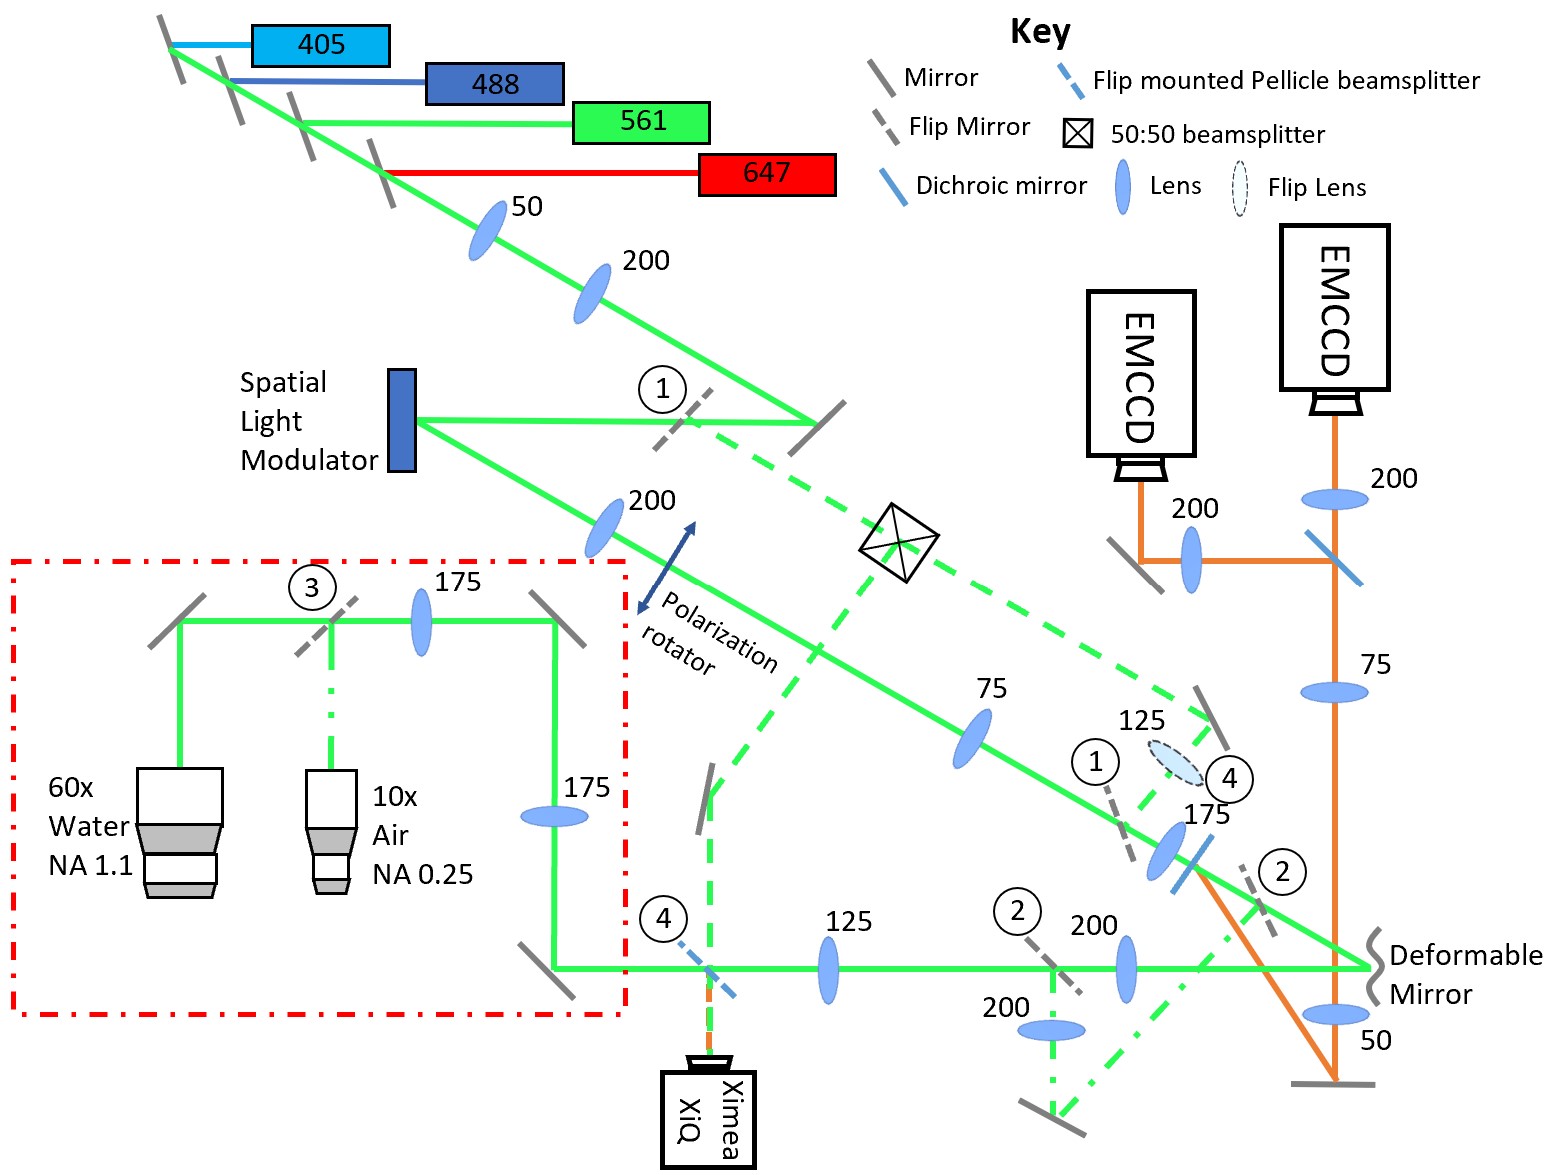 Key
Mirror
Flip mounted Pellicle beamsplitter
Flip Mirror
50:50 beamsplitter
Dichroic mirror
Lens
Flip Lens
405
488
561
647
50
200
1
Spatial
Light
Modulator
200
Polarization
rotator
EMCCD
EMCCD
200
200
75
75
125
1
4
175
2
3
175
60x
Water
NA 1.1
10x
Air
NA 0.25
175
4
125
2
200
200
Deformable
Mirror
50
Ximea
XiQ